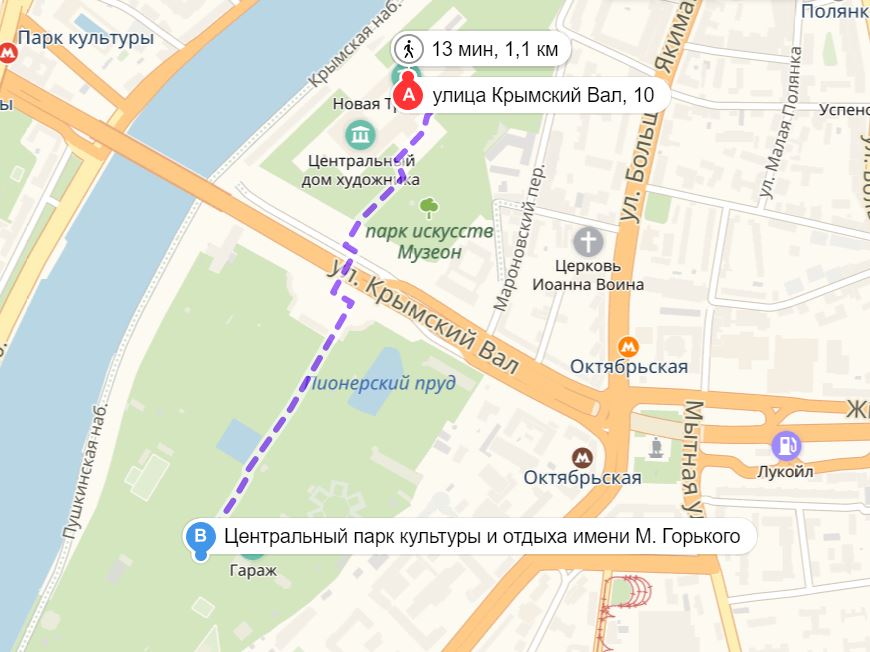 Полянк
Парк культуры
Крымская наб.
13 мин, 1,1 км
Якима
А
улица Крымский Вал, 10
Новая Т
ул. Малая Полянка
Успен
Центральный
дом художника
ул. Больш
парк искусств
Музеон
Мароновский пер.
Церковь
Иоанна Воина
ул. Крымский Вал
Октябрьская
Пионерский пруд
Пушкинская наб.
Мытная у
Ж
Лукойл
Октябрьская
B
Центральный парк культуры и отдыха имени М. Горького
Гараж